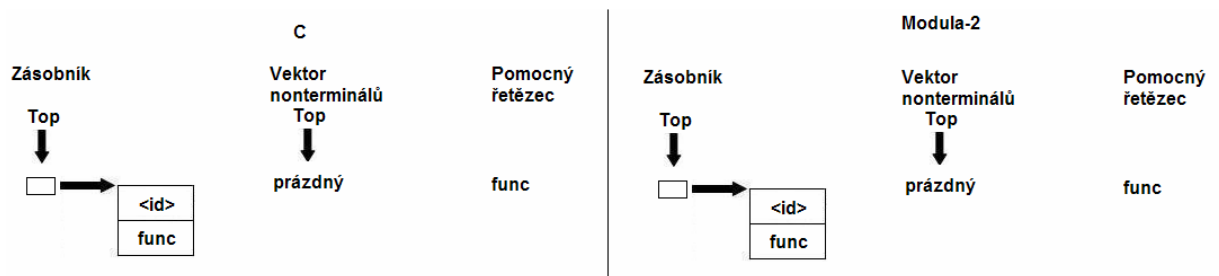 C
Zásobník
Vektor
nonterminálů
Pomocný
řetězec
Top
Top
prázdný
func
<id>
func
Modula-2
Zásobník
Vektor
nonterminálů
Pomocný
řetězec
Top
Top
prázdný
func
<id>
func